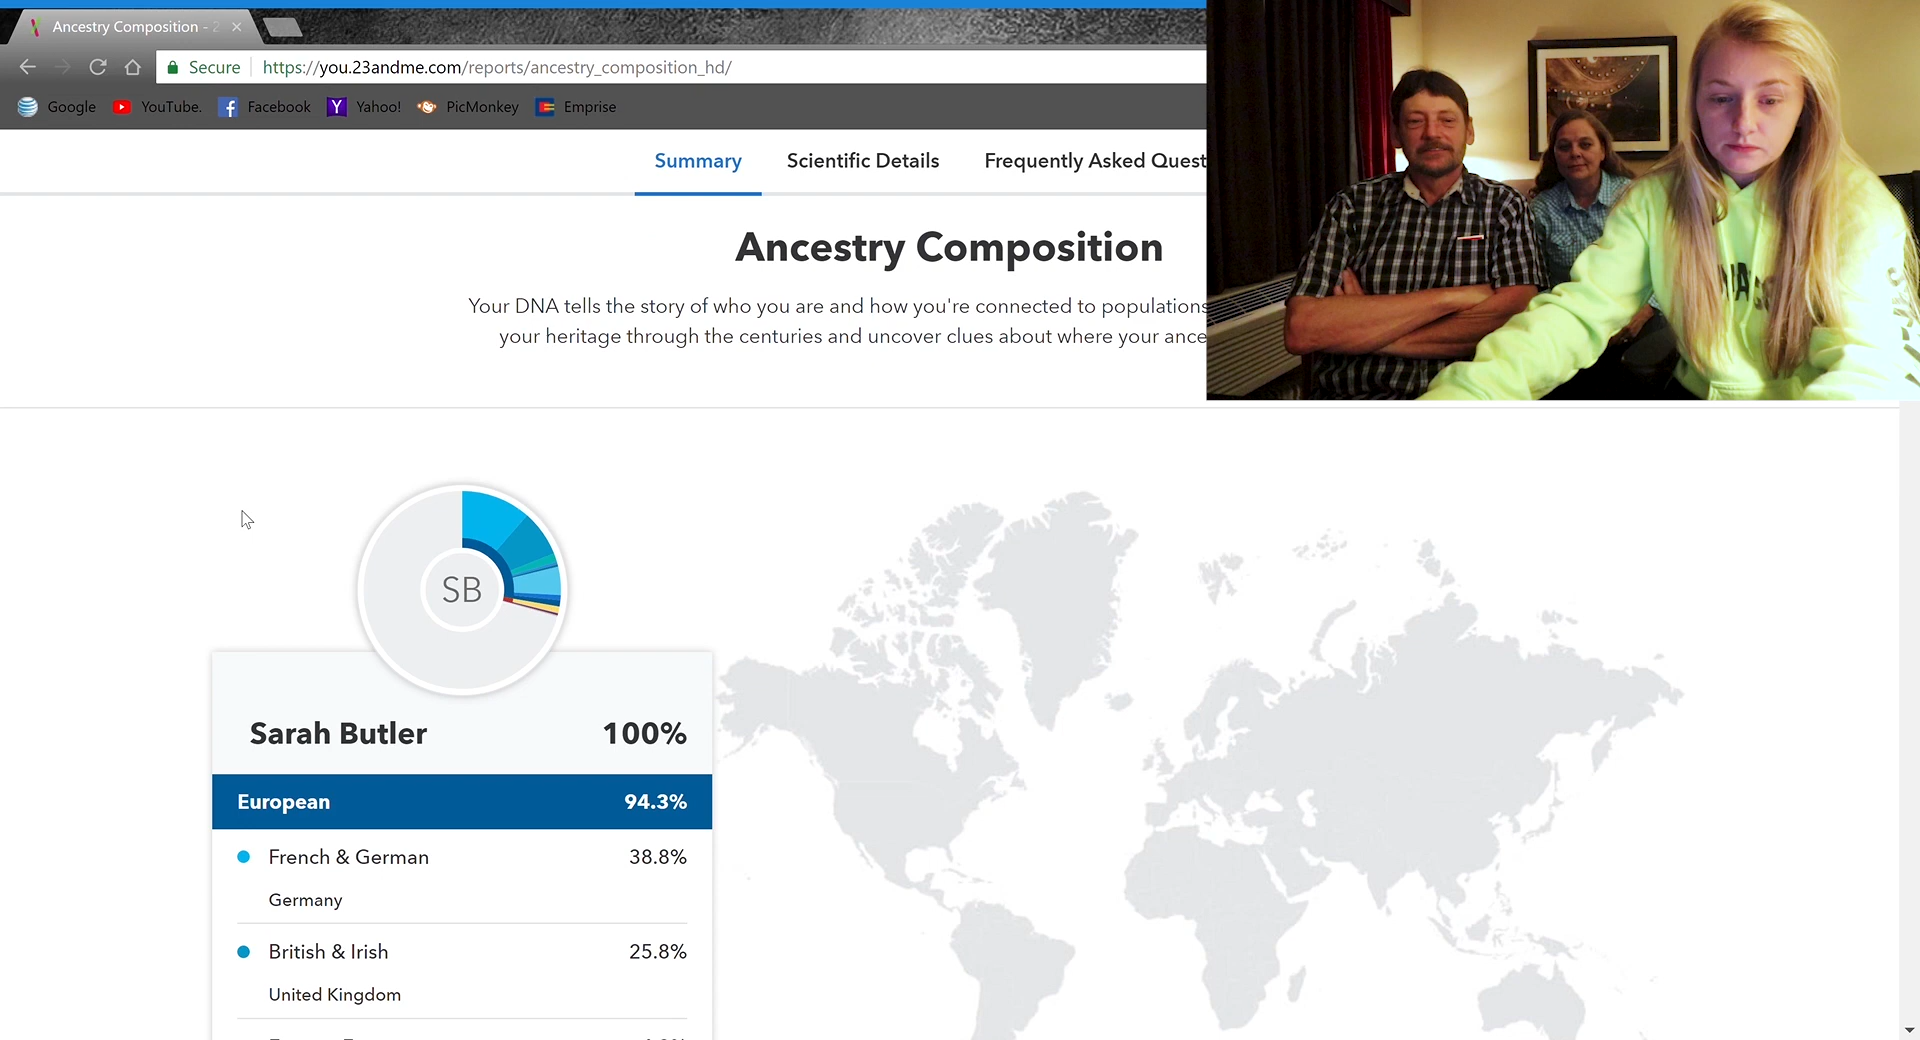 Ancestry Composition - 2
Secure https://you.23andme.com/reports/ancestry_composition_hd/
Google YouTube. Facebook Yahoo! PicMonkey Emprise
Summary Scientific Details Frequently Asked Quest
Ancestry Composition
Your DNA tells the story of who you are and how you're connected to populations
your heritage through the centuries and uncover clues about where your ance
SB
Sarah Butler 100%
European 94.3%
French & German 38.8%
Germany
British & Irish 25.8%
United Kingdom